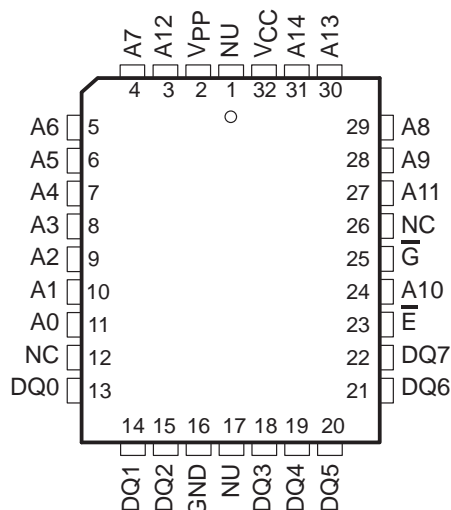 A7 A12 VPP NU VCC A14 A13
4 3 2 1 32 31 30
A6 5 29 A8
A5 6 28 A9
A4 7 27 A11
A3 8 26 NC
A2 9 25 G̅
A1 10 24 A10
A0 11 23 E̅
NC 12 22 DQ7
DQ0 13 21 DQ6
14 15 16 17 18 19 20
DQ1 DQ2 GND NU DQ3 DQ4 DQ5